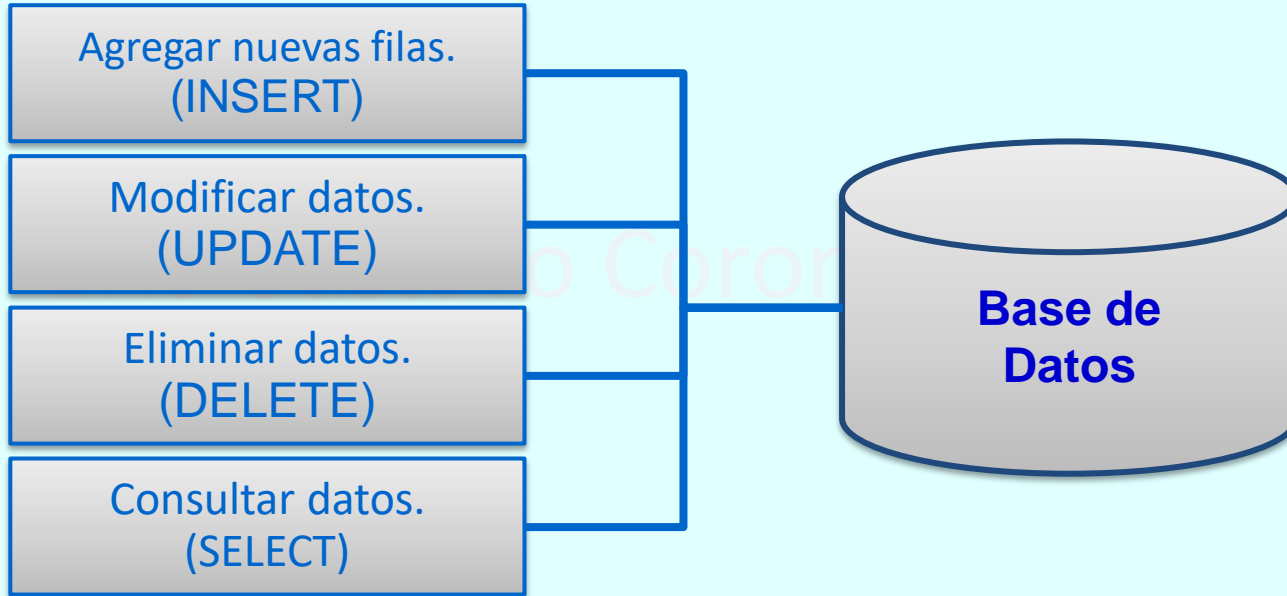 Agregar nuevas filas.
(INSERT)
Modificar datos.
(UPDATE)
Eliminar datos.
(DELETE)
Consultar datos.
(SELECT)
Base de
Datos